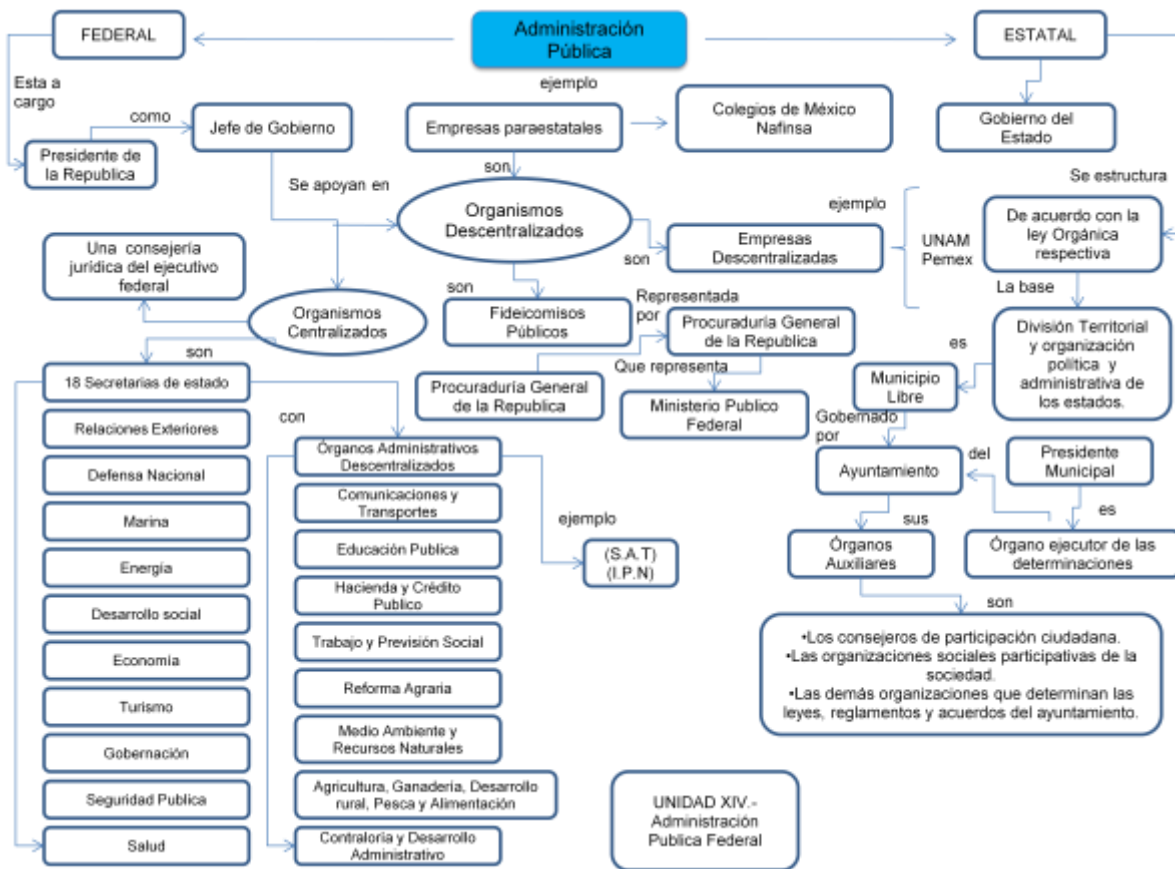 FEDERAL
Administración
Pública
ESTATAL
Esta a
cargo
como
Jefe de Gobierno
ejemplo
Empresas paraestatales
Colegios de México
Nafinsa
Gobierno del
Estado
Presidente de
la Republica
Se apoyan en
son
Organismos
Descentralizados
son
Empresas
Descentralizadas
ejemplo
UNAM
Pemex
Se estructura
De acuerdo con la
ley Orgánica
respectiva
Una consejería
jurídica del ejecutivo
federal
Organismos
Centralizados
son
Fideicomisos
Públicos
Representada
por
Procuraduría General
de la Republica
La base
División Territorial
y organización
política y
administrativa de
los estados.
son
18 Secretarias de estado
Procuraduría General
de la Republica
Que representa
Ministerio Publico
Federal
es
Municipio
Libre
Gobernado
por
Relaciones Exteriores
Defensa Nacional
Marina
Energía
Desarrollo social
Economía
Turismo
Gobernación
Seguridad Publica
Salud
con
Órganos Administrativos
Descentralizados
Comunicaciones y
Transportes
Educación Publica
Hacienda y Crédito
Publico
Trabajo y Previsión Social
Reforma Agraria
Medio Ambiente y
Recursos Naturales
Agricultura, Ganadería, Desarrollo
rural, Pesca y Alimentación
Contraloría y Desarrollo
Administrativo
ejemplo
(S.A.T)
(I.P.N)
Ayuntamiento
del
Presidente
Municipal
es
Órgano ejecutor de las
determinaciones
sus
Órganos
Auxiliares
son
•Los consejeros de participación ciudadana.
•Las organizaciones sociales participativas de la
sociedad.
•Las demás organizaciones que determinan las
leyes, reglamentos y acuerdos del ayuntamiento.
UNIDAD XIV.-
Administración
Publica Federal